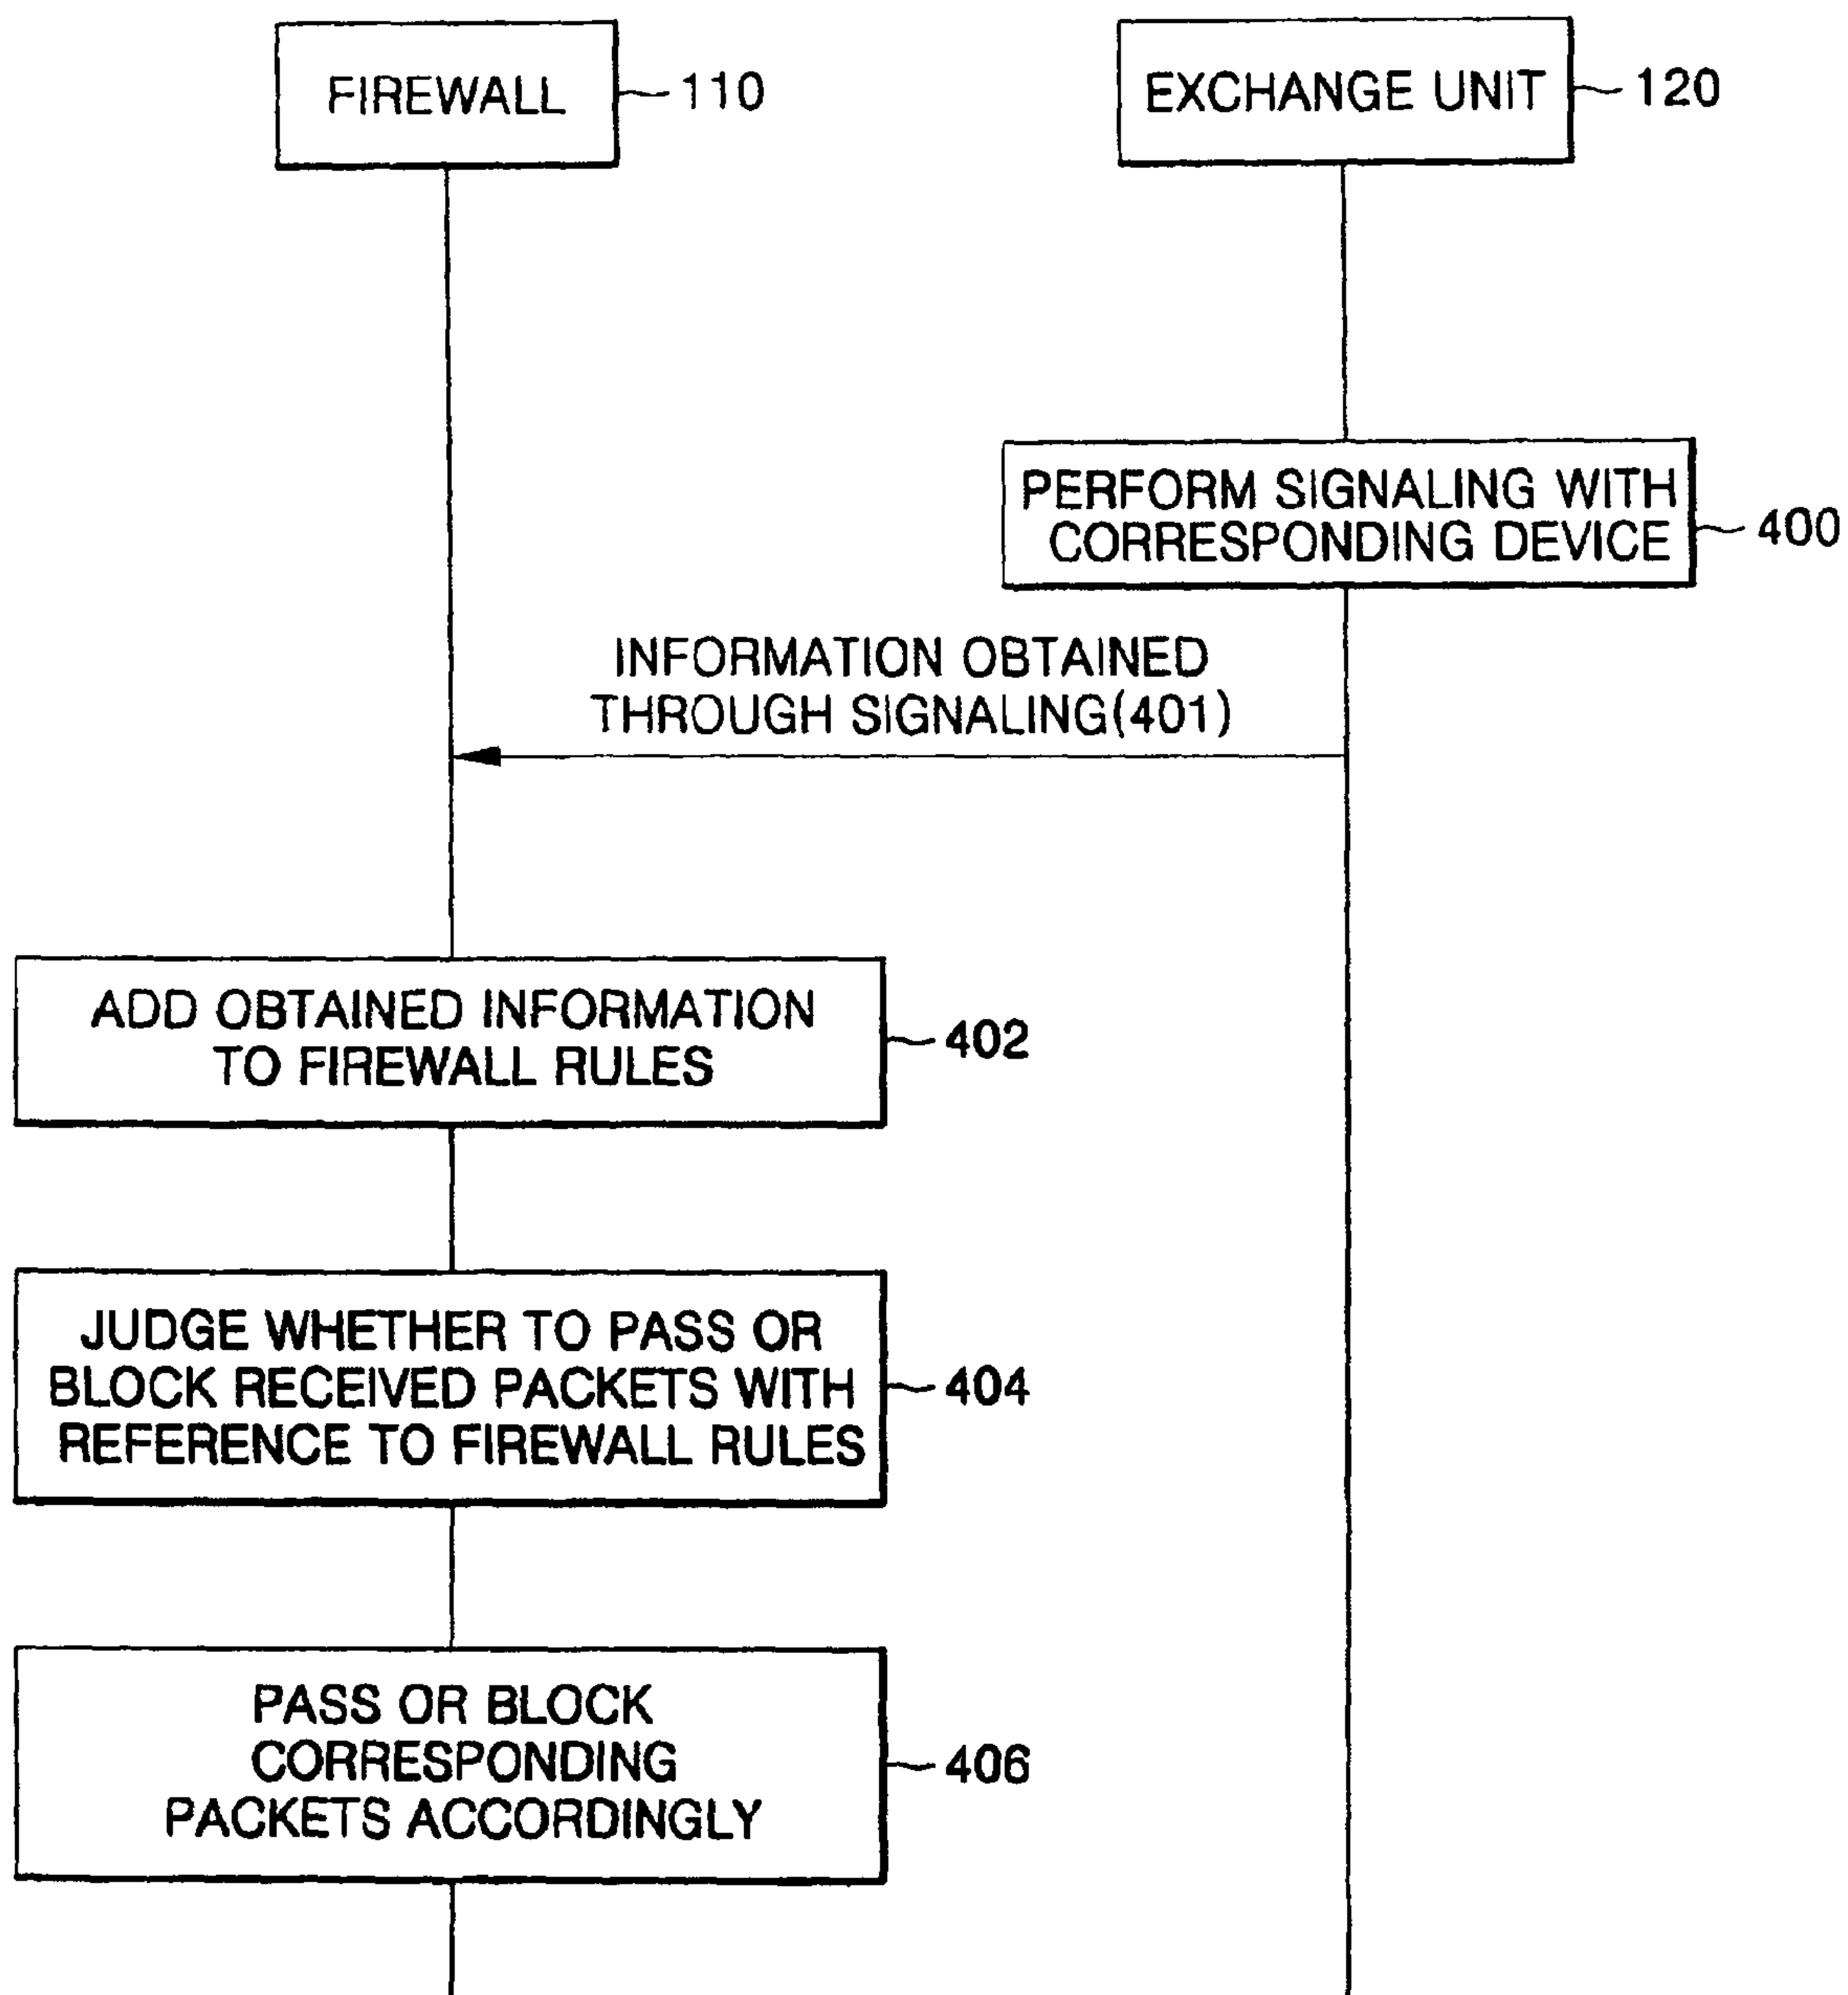 FIREWALL
110
EXCHANGE UNIT
120
PERFORM SIGNALING WITH
CORRESPONDING DEVICE
400
INFORMATION OBTAINED
THROUGH SIGNALING(401)
ADD OBTAINED INFORMATION
TO FIREWALL RULES
402
JUDGE WHETHER TO PASS OR
BLOCK RECEIVED PACKETS WITH
REFERENCE TO FIREWALL RULES
404
PASS OR BLOCK
CORRESPONDING
PACKETS ACCORDINGLY
406